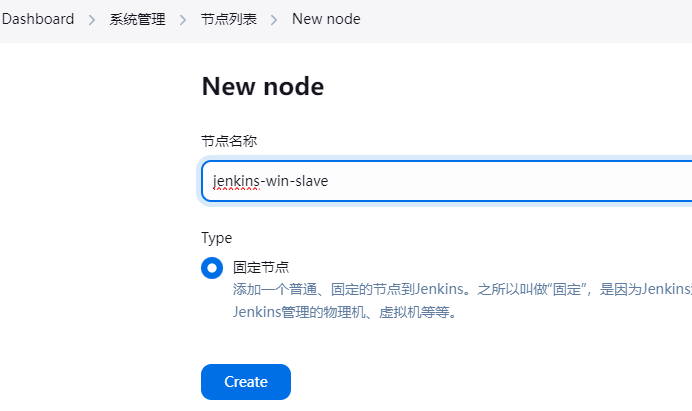 Dashboard > 系统管理 > 节点列表 > New node
New node
节点名称
jenkins-win-slave
Type
固定节点
添加一个普通、固定的节点到Jenkins。之所以叫做“固定”，是因为Jenkins
Jenkins管理的物理机、虚拟机等等。
Create